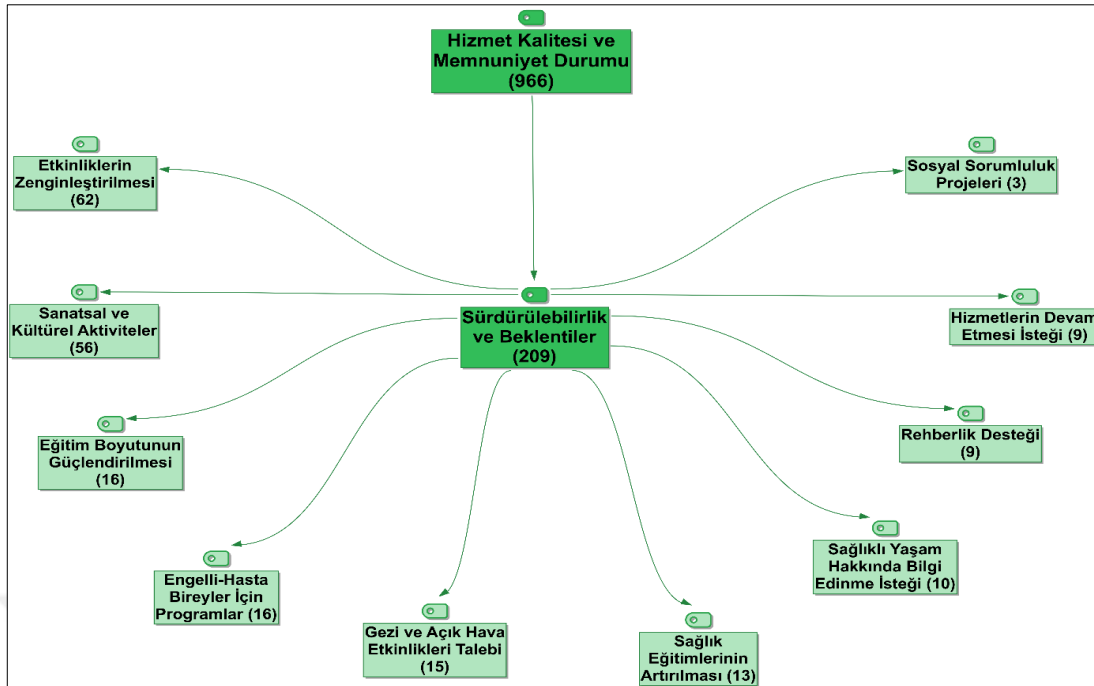 Hizmet Kalitesi ve
Memnuniyet Durumu
(966)
Etkinliklerin
Zenginleştirilmesi
(62)
Sosyal Sorumluluk
Projeleri (3)
Sanatsal ve
Kültürel Aktiviteler
(56)
Sürdürülebilirlik
ve Beklentiler
(209)
Hizmetlerin Devam
Etmesi İsteği (9)
Eğitim Boyutunun
Güçlendirilmesi
(16)
Rehberlik Desteği
(9)
Engelli-Hasta
Bireyler İçin
Programlar (16)
Sağlıklı Yaşam
Hakkında Bilgi
Edinme İsteği (10)
Gezi ve Açık Hava
Etkinlikleri Talebi
(15)
Sağlık
Eğitimlerinin
Artırılması (13)